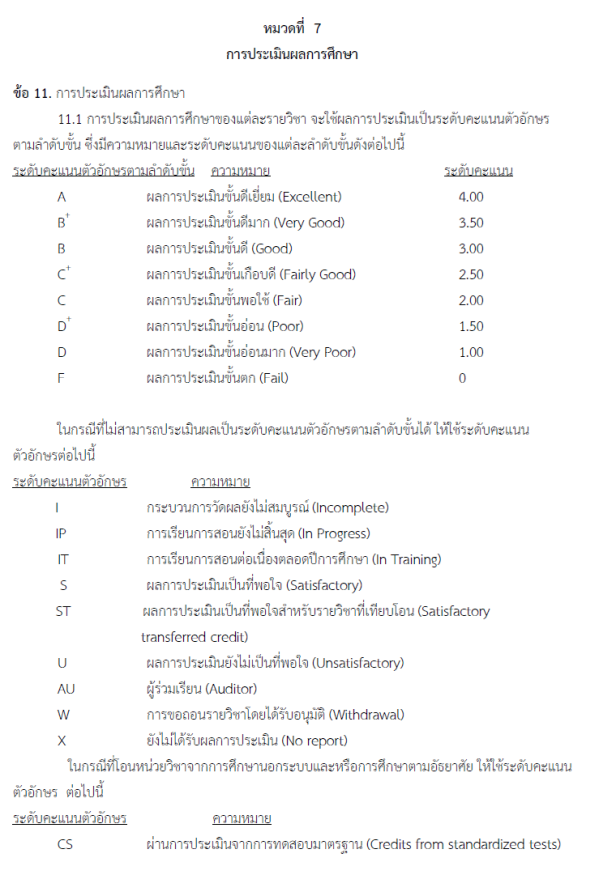 หมวดที่ 7
การประเมินผลการศึกษา
ข้อ 11. การประเมินผลการศึกษา
11.1 การประเมินผลการศึกษาของแต่ละรายวิชา จะใช้ผลการประเมินเป็นระดับคะแนนตัวอักษร
ตามลำดับขั้น ซึ่งมีความหมายและระดับคะแนนของแต่ละลำดับขั้นดังต่อไปนี้
ระดับคะแนนตัวอักษรตามลำดับขั้น ความหมาย ระดับคะแนน
A ผลการประเมินขั้นดีเยี่ยม (Excellent) 4.00
B⁺ ผลการประเมินขั้นดีมาก (Very Good) 3.50
B ผลการประเมินขั้นดี (Good) 3.00
C⁺ ผลการประเมินขั้นเกือบดี (Fairly Good) 2.50
C ผลการประเมินขั้นพอใช้ (Fair) 2.00
D⁺ ผลการประเมินขั้นอ่อน (Poor) 1.50
D ผลการประเมินขั้นอ่อนมาก (Very Poor) 1.00
F ผลการประเมินขั้นตก (Fail) 0
ในกรณีที่ไม่สามารถประเมินผลเป็นระดับคะแนนตัวอักษรตามลำดับขั้นได้ ให้ใช้ระดับคะแนน
ตัวอักษรต่อไปนี้
ระดับคะแนนตัวอักษร ความหมาย
I กระบวนการวัดผลยังไม่สมบูรณ์ (Incomplete)
IP การเรียนการสอนยังไม่สิ้นสุด (In Progress)
IT การเรียนการสอนต่อเนื่องตลอดปีการศึกษา (In Training)
S ผลการประเมินเป็นที่พอใจ (Satisfactory)
ST ผลการประเมินเป็นที่พอใจสำหรับรายวิชาที่เทียบโอน (Satisfactory
transferred credit)
U ผลการประเมินยังไม่เป็นที่พอใจ (Unsatisfactory)
AU ผู้ร่วมเรียน (Auditor)
W การขอถอนรายวิชาโดยได้รับอนุมัติ (Withdrawal)
X ยังไม่ได้รับผลการประเมิน (No report)
ในกรณีที่โอนหน่วยวิชาจากการศึกษานอกระบบและหรือการศึกษาตามอัธยาศัย ให้ใช้ระดับคะแนน
ตัวอักษร ต่อไปนี้
ระดับคะแนนตัวอักษร ความหมาย
CS ผ่านการประเมินจากการทดสอบมาตรฐาน (Credits from standardized tests)